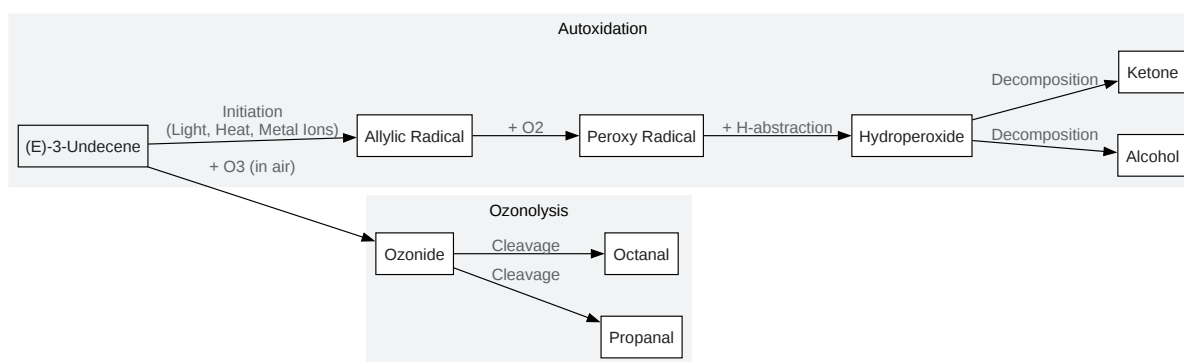 Autoxidation
Ketone
Decomposition
Initiation
(Light, Heat, Metal Ions)
(E)-3-Undecene
Allylic Radical
+ O2
Peroxy Radical
+ H-abstraction
Hydroperoxide
Decomposition
Alcohol
+ O3 (in air)
Ozonolysis
Ozonide
Cleavage
Octanal
Cleavage
Propanal